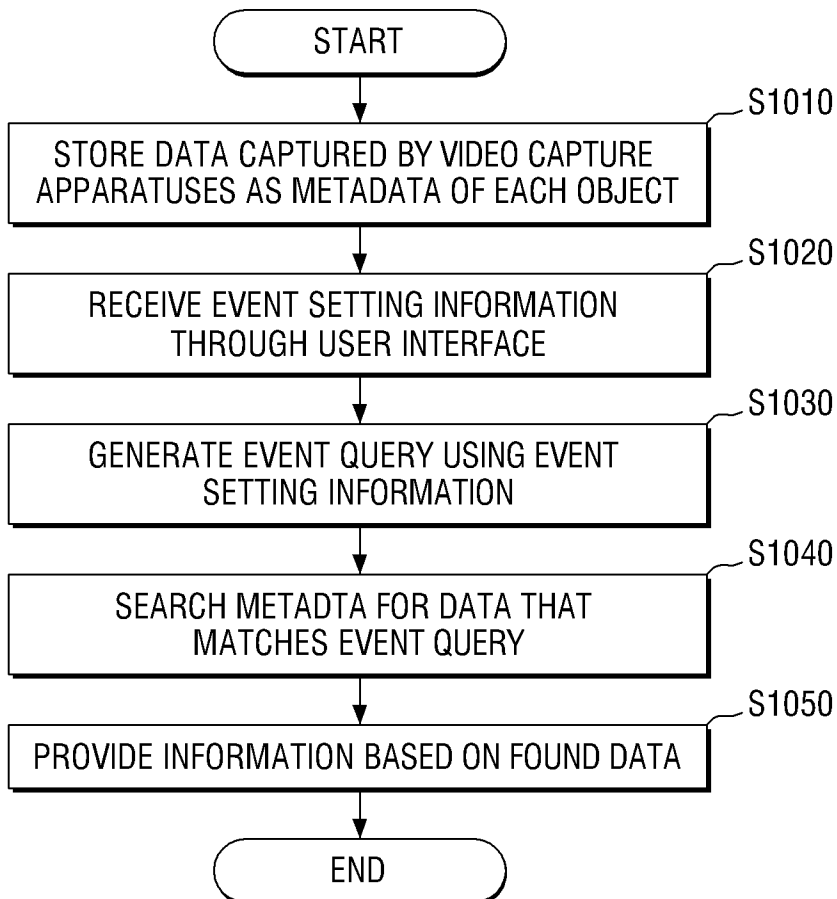 START
S1010
STORE DATA CAPTURED BY VIDEO CAPTURE
APPARATUSES AS METADATA OF EACH OBJECT
S1020
RECEIVE EVENT SETTING INFORMATION
THROUGH USER INTERFACE
S1030
GENERATE EVENT QUERY USING EVENT
SETTING INFORMATION
S1040
SEARCH METADTA FOR DATA THAT
MATCHES EVENT QUERY
S1050
PROVIDE INFORMATION BASED ON FOUND DATA
END